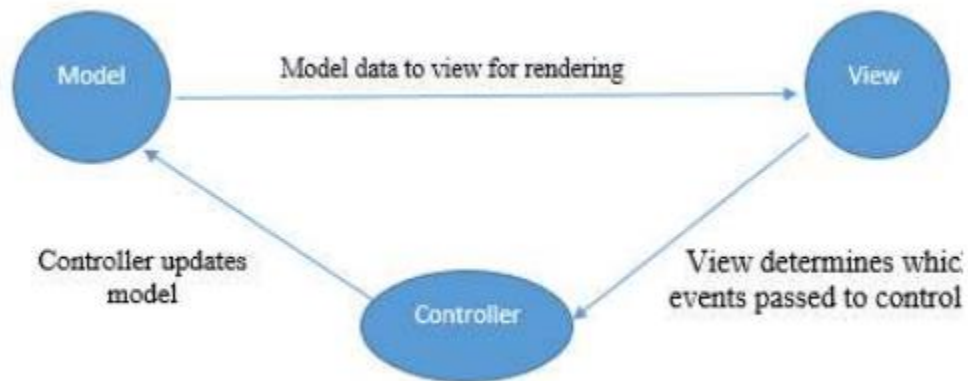 Model
Model data to view for rendering
View
Controller updates
model
View determines whic
events passed to control
Controller